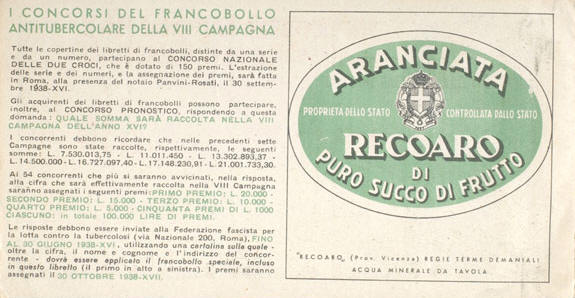 I CONCORSI DEL FRANCOBOLLO
ANTITUBERCOLARE DELLA VIII CAMPAGNA
Tutte le copertine dei libretti di francobolli, distinte da una serie
e da un numero, partecipano al CONCORSO NAZIONALE
DELLE DUE CROCI, che è dotato di 150 premi. L'estrazione
delle serie e dei numeri, e la assegnazione dei premi, sarà fatta
in Roma, alla presenza del notaio Panvini-Rosati, il 30 settem.
bre 1938-XVI.
Gli acquirenti dei libretti di francobolli possono partecipare,
inoltre, al CONCORSO PRONOSTICO, rispondendo a questa
domanda: QUALE SOMMA SARÀ RACCOLTA NELLA VIII
CAMPAGNA DELL'ANNO XVI?
I concorrenti debbono ricordare che nelle precedenti sette
Campagne sono state raccolte, rispettivamente, le seguenti
somme: L. 7.530.013,75 - L. 11.011.450 - L. 13.302.893,37 -
L. 14.500.000 - L. 16.727.097,40 - L. 17.148.230,91 - L. 21.001.733,30.
Ai 54 concorrenti che più si saranno avvicinati, nella risposta,
alla cifra che sarà effettivamente raccolta nella VIII Campagna
saranno assegnati i seguenti premi: PRIMO PREMIO: L. 20.000 -
SECONDO PREMIO: L. 15.000 - TERZO PREMIO: L. 10.000 -
QUARTO PREMIO: L. 5.000 - CINQUANTA PREMI DI L. 1000
CIASCUNO: in totale 100.000 LIRE DI PREMI.
Le risposte debbono essere inviate alla Federazione fascista per
la lotta contro la tubercolosi (via Nazionale 200, Roma), FINO
AL 30 GIUGNO 1938-XVI, utilizzando una cartolina sulla quale -
oltre la cifra, il nome e cognome e l'indirizzo del concor-
rente - dovrà essere applicato il francobollo speciale, incluso
in questo libretto (il primo in alto a sinistra). I premi saranno
assegnati il 30 OTTOBRE 1938-XVII.
ARANCIATA
PROPRIETA DELLO STATO CONTROLLATA DALLO STATO
RECOARO
DI
PURO SUCCO DI FRUTTO
"RECOARO" (Prov. Vicenza) REGIE TERME DEMANIALI
ACQUA MINERALE DA TAVOLA